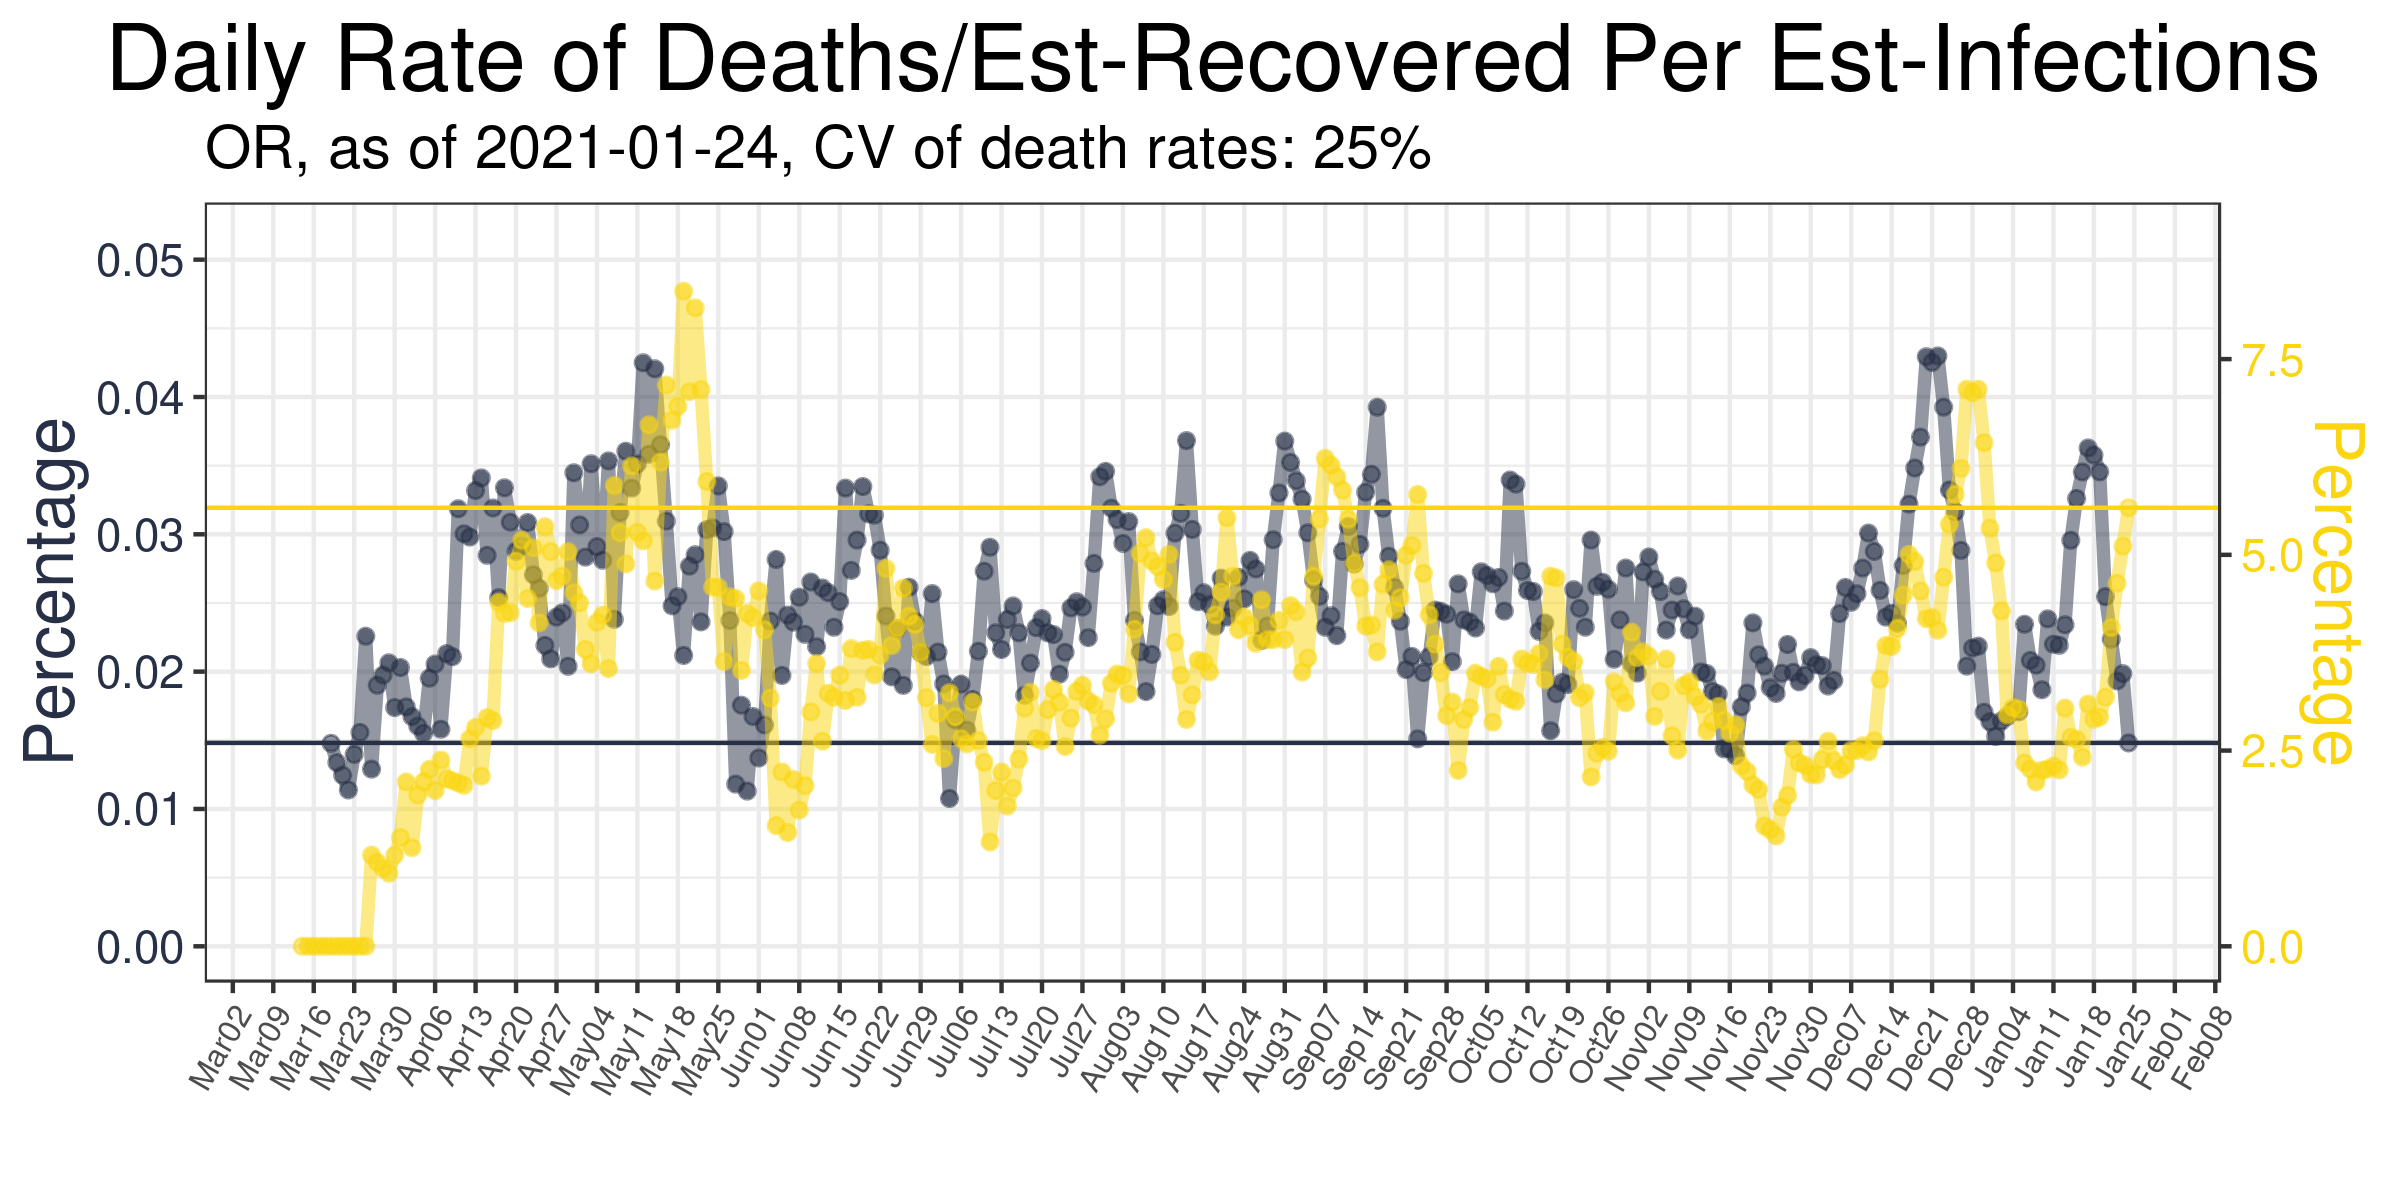 Daily Rate of Deaths/Est-Recovered Per Est-Infections
OR, as of 2021-01-24, CV of death rates: 25%
Percentage
0.05
0.04
0.03
0.02
0.01
0.00
7.5
5.0
2.5
0.0
Percentage
Mar02 Mar09 Mar16 Mar23 Mar30 Apr06 Apr13 Apr20 Apr27 May04 May11 May18 May25 Jun01 Jun08 Jun15 Jun22 Jun29 Jul06 Jul13 Jul20 Jul27 Aug03 Aug10 Aug17 Aug24 Aug31 Sep07 Sep14 Sep21 Sep28 Oct05 Oct12 Oct19 Oct26 Nov02 Nov09 Nov16 Nov23 Nov30 Dec07 Dec14 Dec21 Dec28 Jan04 Jan11 Jan18 Jan25 Feb01 Feb08